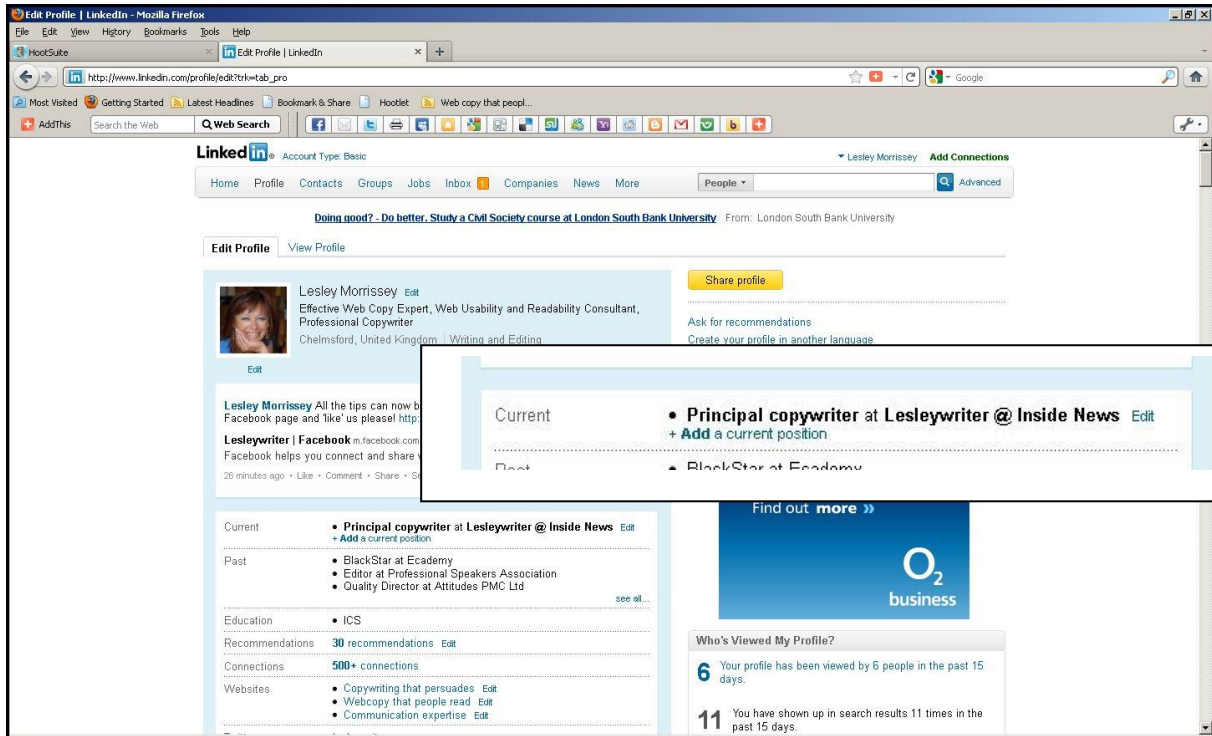 Edit Profile | LinkedIn - Mozilla Firefox
File Edit View History Bookmarks Tools Help
HootSuite
Edit Profile | LinkedIn
http://www.linkedin.com/profile/edit?trk=tab_pro
Google
Most Visited Getting Started Latest Headlines Bookmark & Share Hootlet Web copy that peopl...
AddThis Search the Web Web Search
LinkedIn Account Type: Basic
Lesley Morrissey Add Connections
Home Profile Contacts Groups Jobs Inbox 1 Companies News More
People Advanced
Doing good? - Do better. Study a Civil Society course at London South Bank University From: London South Bank University
Edit Profile View Profile
Lesley Morrissey Edit
Effective Web Copy Expert, Web Usability and Readability Consultant,
Professional Copywriter
Chelmsford, United Kingdom | Writing and Editing
Edit
Share profile
Ask for recommendations
Create your profile in another language
Lesley Morrissey All the tips can now b
Facebook page and 'like' us please! http:
Lesleywriter | Facebook m.facebook.com
Facebook helps you connect and share
26 minutes ago • Like • Comment • Share •
Current • Principal copywriter at Lesleywriter @ Inside News Edit
+ Add a current position
• BlackStar at Ecademy
Find out more »
O2
business
Current • Principal copywriter at Lesleywriter @ Inside News Edit
+ Add a current position
Past • BlackStar at Ecademy
• Editor at Professional Speakers Association
• Quality Director at Attitudes PMC Ltd
see all...
Education • ICS
Recommendations 30 recommendations Edit
Connections 500+ connections
Websites • Copywriting that persuades Edit
• Webcopy that people read Edit
• Communication expertise Edit
Who's Viewed My Profile?
6 Your profile has been viewed by 6 people in the past 15
days.
11 You have shown up in search results 11 times in the
past 15 days.